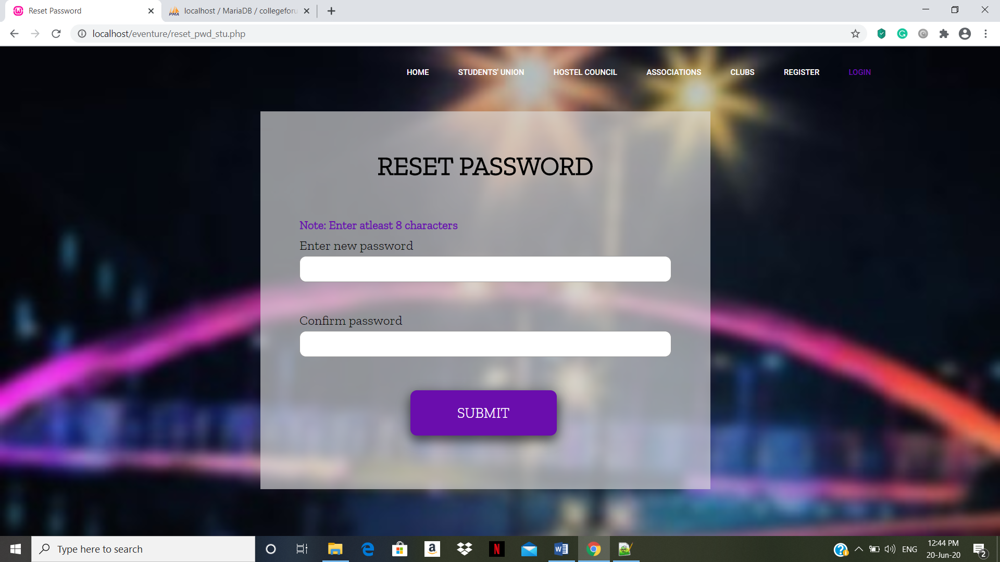 Reset Password
PMA
localhost / MariaDB / collegeforu
localhost/eventure/reset_pwd_stu.php
HOME STUDENTS' UNION HOSTEL COUNCIL ASSOCIATIONS CLUBS REGISTER LOGIN
RESET PASSWORD
Note: Enter atleast 8 characters
Enter new password
Confirm password
SUBMIT
Type here to search
ENG
12:44 PM
20-Jun-20
2